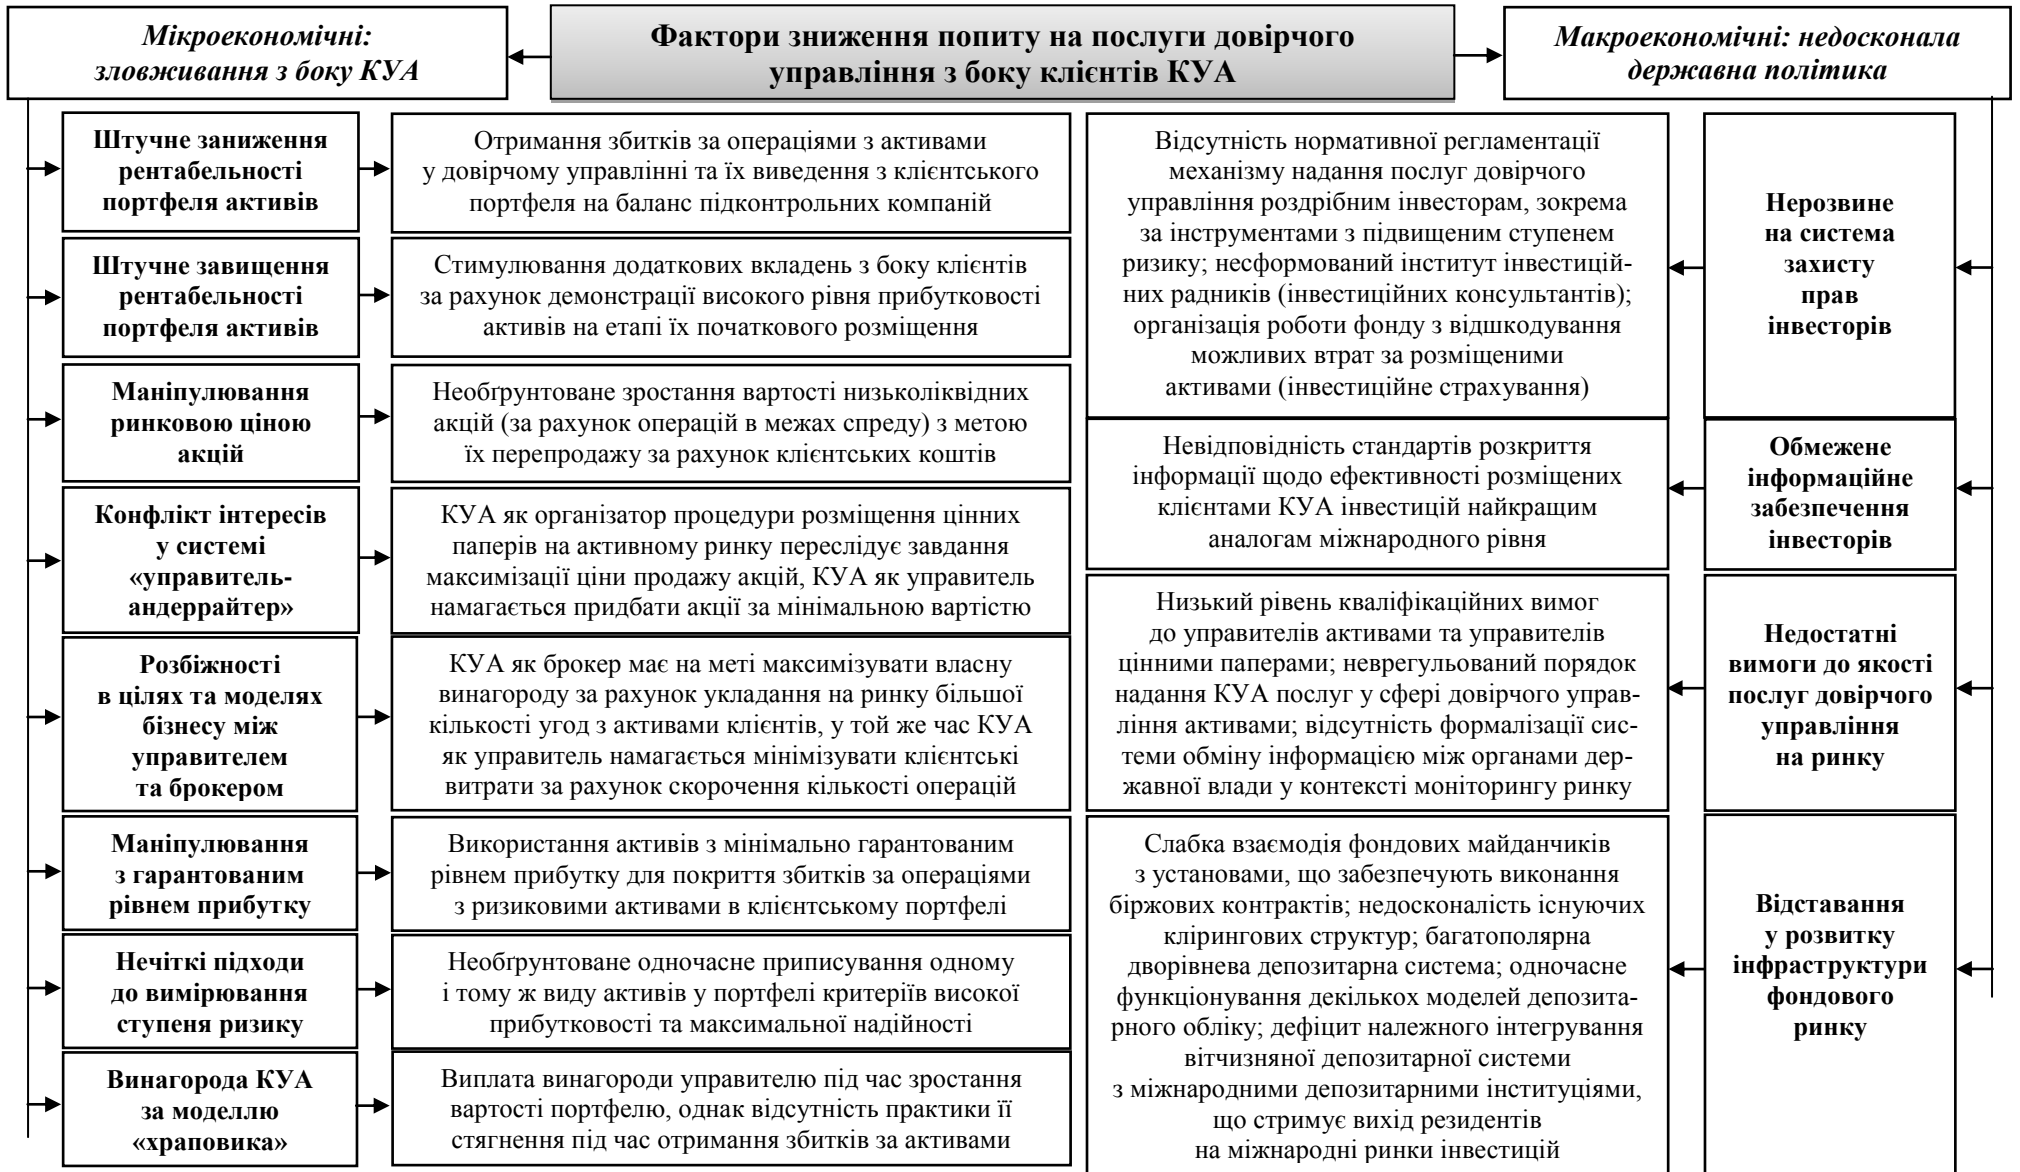 Мікроекономічні:
зловживання з боку КУА
Фактори зниження попиту на послуги довірчого
управління з боку клієнтів КУА
Макроекономічні: недосконала
державна політика
Штучне заниження
рентабельності
портфеля активів
Отримання збитків за операціями з активами
у довірчому управлінні та їх виведення з клієнтського
портфеля на баланс підконтрольних компаній
Штучне завищення
рентабельності
портфеля активів
Стимулювання додаткових вкладень з боку клієнтів
за рахунок демонстрації високого рівня прибутковості
активів на етапі їх початкового розміщення
Маніпулювання
ринковою ціною
акцій
Необґрунтоване зростання вартості низьколіквідних
акцій (за рахунок операцій в межах спреду) з метою
їх перепродажу за рахунок клієнтських коштів
Конфлікт інтересів
у системі
«управитель-
андеррайтер»
КУА як організатор процедури розміщення цінних
паперів на активному ринку переслідує завдання
максимізації ціни продажу акцій, КУА як управитель
намагається придбати акції за мінімальною вартістю
Розбіжності
в цілях та моделях
бізнесу між
управителем
та брокером
КУА як брокер має на меті максимізувати власну
винагороду за рахунок укладання на ринку більшої
кількості угод з активами клієнтів, у той же час КУА
як управитель намагається мінімізувати клієнтські
витрати за рахунок скорочення кількості операцій
Маніпулювання
з гарантованим
рівнем прибутку
Використання активів з мінімально гарантованим
рівнем прибутку для покриття збитків за операціями
з ризиковими активами в клієнтському портфелі
Нечіткі підходи
до вимірювання
ступеня ризику
Необґрунтоване одночасне приписування одному
і тому ж виду активів у портфелі критеріїв високої
прибутковості та максимальної надійності
Винагорода КУА
за моделлю
«храповика»
Виплата винагороди управителю під час зростання
вартості портфелю, однак відсутність практики її
стягнення під час отримання збитків за активами
Відсутність нормативної регламентації
механізму надання послуг довірчого
управління роздрібним інвесторам, зокрема
за інструментами з підвищеним ступенем
ризику; несформований інститут інвестицій-
них радників (інвестиційних консультантів);
організація роботи фонду з відшкодування
можливих втрат за розміщеними
активами (інвестиційне страхування)
Нерозвине
на система
захисту
прав
інвесторів
Невідповідність стандартів розкриття
інформації щодо ефективності розміщених
клієнтами КУА інвестицій найкращим
аналогам міжнародного рівня
Обмежене
інформаційне
забезпечення
інвесторів
Низький рівень кваліфікаційних вимог
до управителів активами та управителів
цінними паперами; неврегульований порядок
надання КУА послуг у сфері довірчого управ-
ління активами; відсутність формалізації сис-
теми обміну інформацією між органами дер-
жавної влади у контексті моніторингу ринку
Недостатні
вимоги до якості
послуг довірчого
управління
на ринку
Слабка взаємодія фондових майданчиків
з установами, що забезпечують виконання
біржових контрактів; недосконалість існуючих
клірингових структур; багатополярна
дворівнева депозитарна система; одночасне
функціонування декількох моделей депозита-
рного обліку; дефіцит належного інтегрування
вітчизняної депозитарної системи
з міжнародними депозитарними інституціями,
що стримує вихід резидентів
на міжнародні ринки інвестицій
Відставання
у розвитку
інфраструктури
фондового
ринку